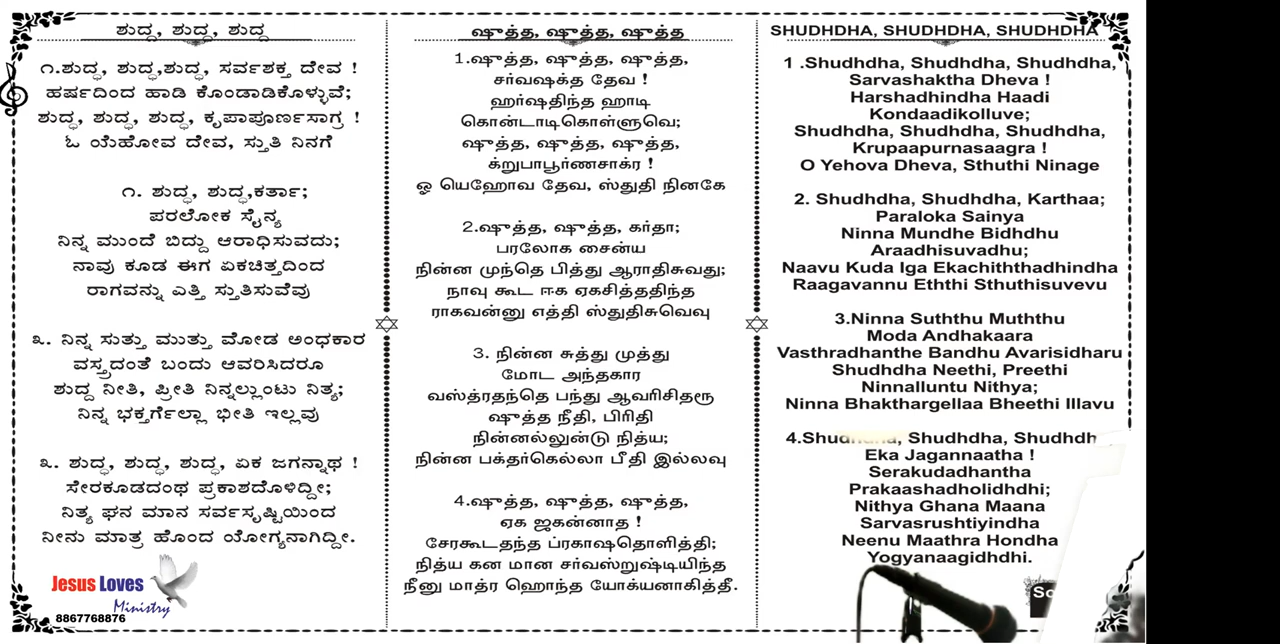 ಶುದ್ದ, ಶುದ್ದ, ಶುದ್ದ
೧.ಶುದ್ಧ, ಶುದ್ಧ,ಶುದ್ಧ, ಸರ್ವಶಕ್ತ ದೇವ !
ಹರ್ಷದಿಂದ ಹಾಡಿ ಕೊಂಡಾಡಿಕೊಳ್ಳುವೆ;
ಶುದ್ಧ, ಶುದ್ಧ, ಶುದ್ಧ, ಕೃಪಾಪೂರ್ಣಸಾಗ್ರ !
ಓ ಯೆಹೋವ ದೇವ, ಸ್ತುತಿ ನಿನಗೆ
೧. ಶುದ್ಧ, ಶುದ್ಧ,ಕರ್ತಾ;
ಪರಲೋಕ ಸೈನ್ಯ
ನಿನ್ನ ಮುಂದೆ ಬಿದ್ದು ಆರಾಧಿಸುವದು;
ನಾವು ಕೂಡ ಈಗ ಏಕಚಿತ್ತದಿಂದ
ರಾಗವನ್ನು ಎತ್ತಿ ಸ್ತುತಿಸುವೆವು
೩. ನಿನ್ನ ಸುತ್ತು ಮುತ್ತು ಮೋಡ ಅಂಧಕಾರ
ವಸ್ತ್ರದಂತೆ ಬಂದು ಆವರಿಸಿದರೂ
ಶುದ್ದ ನೀತಿ, ಪ್ರೀತಿ ನಿನ್ನಲ್ಲುಂಟು ನಿತ್ಯ;
ನಿನ್ನ ಭಕ್ತರ್ಗೆಲ್ಲಾ ಭೀತಿ ಇಲ್ಲವು
೩. ಶುದ್ಧ, ಶುದ್ಧ, ಶುದ್ಧ, ಏಕ ಜಗನ್ನಾಥ !
ಸೇರಕೂಡದಂಥ ಪ್ರಕಾಶದೊಳಿದ್ದೀ;
ನಿತ್ಯ ಘನ ಮಾನ ಸರ್ವಸೃಷ್ಟಿಯಿಂದ
ನೀನು ಮಾತ್ರ ಹೊಂದ ಯೋಗ್ಯನಾಗಿದ್ದೀ.
Jesus Loves
Ministry
8867768876
ஷுத்த, ஷுத்த, ஷுத்த
1.ஷுத்த, ஷுத்த, ஷுத்த,
சர்வஷக்த தேவ !
ஹர்ஷதிந்த ஹாடி
கொன்டாடிகொள்ளுவெ;
ஷுத்த, ஷுத்த, ஷுத்த,
க்றுபாபூர்ணசாக்ர !
ஓ யெஹோவ தேவ, ஸ்துதி நினகே
2.ஷுத்த, ஷுத்த, கர்தா;
பரலோக சைன்ய
நின்ன முந்தெ பித்து ஆராதிசுவது;
நாவு கூட ஈக ஏகசித்ததிந்த
ராகவன்னு எத்தி ஸ்துதிசுவெவு
3. நின்ன சுத்து முத்து
மோட அந்தகார
வஸ்த்ரதந்தெ பந்து ஆவரிசிதரூ
ஷுத்த நீதி, பிரிதி
நின்னல்லுன்டு நித்ய;
நின்ன பக்தர்கெல்லா பீதி இல்லவு
4.ஷுத்த, ஷுத்த, ஷுத்த,
ஏக ஜகன்னாத !
சேரகூடதந்த ப்ரகாஷதொளித்தி;
நித்ய கன மான சர்வஸ்றுஷ்டியிந்த
நீனு மாத்ர ஹொந்த யோக்யனாகித்தீ.
SHUDHDHA, SHUDHDHA, SHUDHDHA
1 .Shudhdha, Shudhdha, Shudhdha,
Sarvashaktha Dheva !
Harshadhindha Haadi
Kondaadikolluve;
Shudhdha, Shudhdha, Shudhdha,
Krupaapurnasaagra !
O Yehova Dheva, Sthuthi Ninage
2. Shudhdha, Shudhdha, Karthaa;
Paraloka Sainya
Ninna Mundhe Bidhdhu
Araadhisuvadhu;
Naavu Kuda Iga Ekachiththadhindha
Raagavannu Eththi Sthuthisuvevu
3.Ninna Suththu Muththu
Moda Andhakaara
Vasthradhanthe Bandhu Avarisidharu
Shudhdha Neethi, Preethi
Ninnalluntu Nithya;
Ninna Bhakthargellaa Bheethi Illavu
4.Shudhdha, Shudhdha, Shudhdh
Eka Jagannaatha !
Serakudadhantha
Prakaashadholidhdhi;
Nithya Ghana Maana
Sarvasrushtiyindha
Neenu Maathra Hondha
Yogyanaagidhdhi.